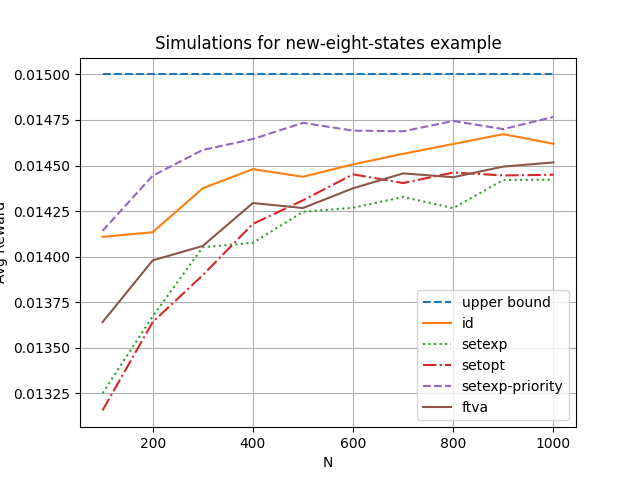 Simulations for new-eight-states example
0.01500
0.01475
0.01450
0.01425
0.01400
0.01375
0.01350
0.01325
Avg Reward
upper bound
id
setexp
setopt
setexp-priority
ftva
200 400 600 800 1000
N